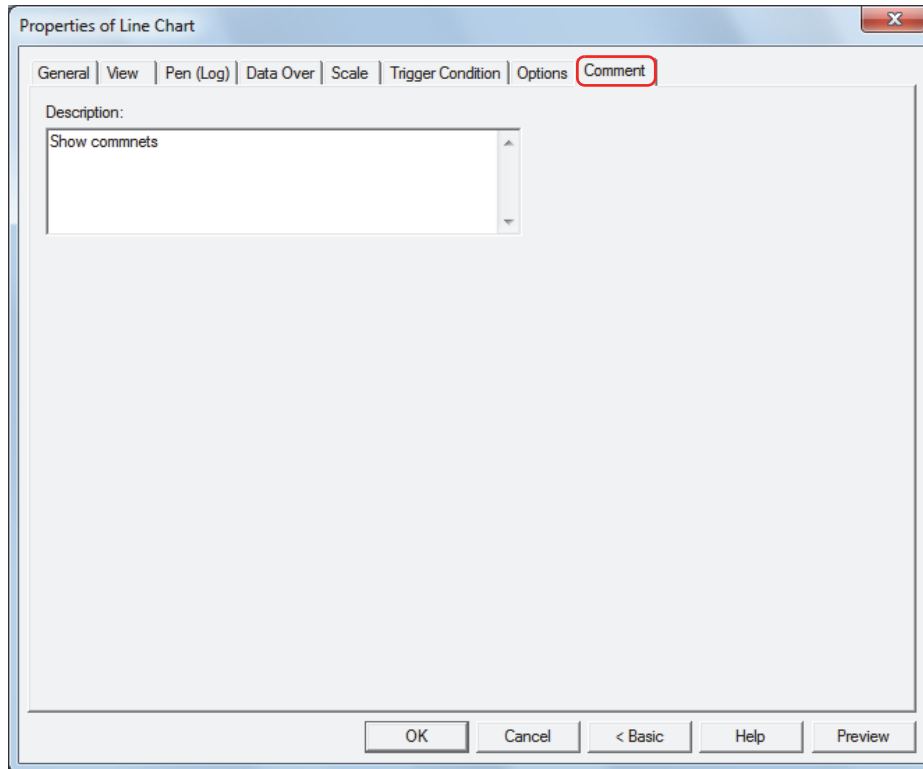 Properties of Line Chart
General View Pen (Log) Data Over Scale Trigger Condition Options Comment
Description:
Show commnets
OK Cancel < Basic Help Preview